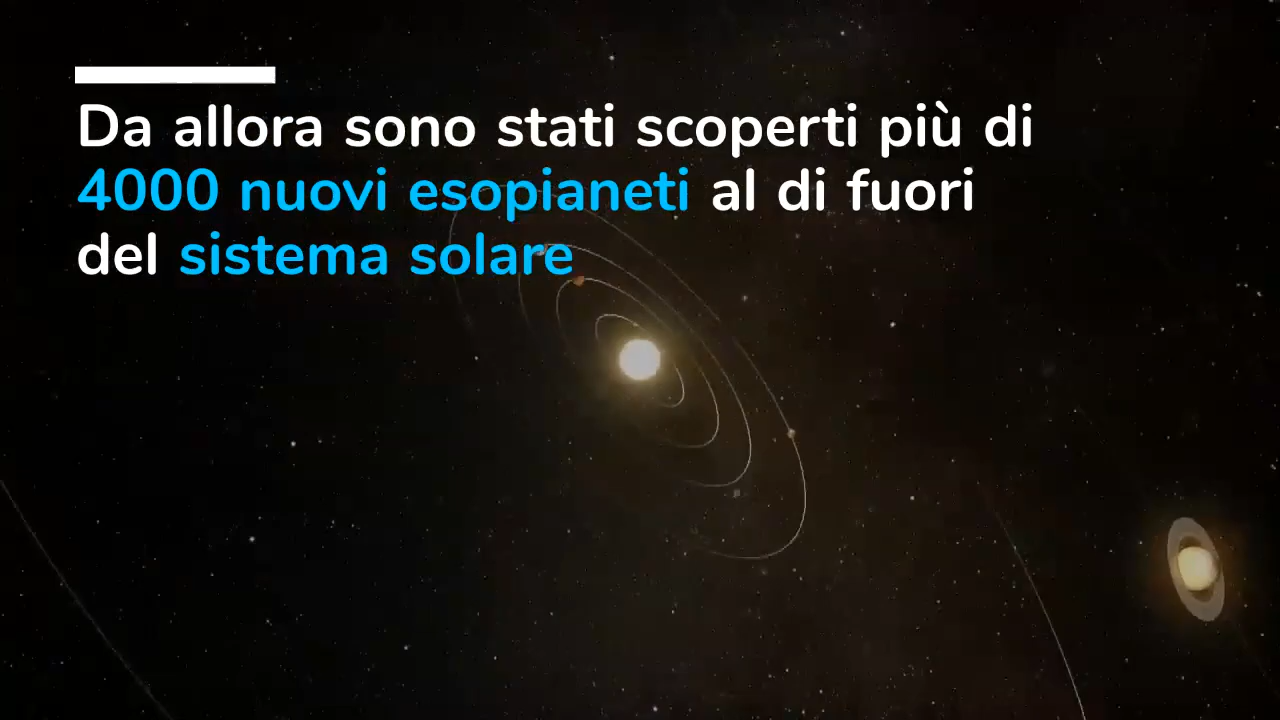 Da allora sono stati scoperti più di
4000 nuovi esopianeti al di fuori
del sistema solare